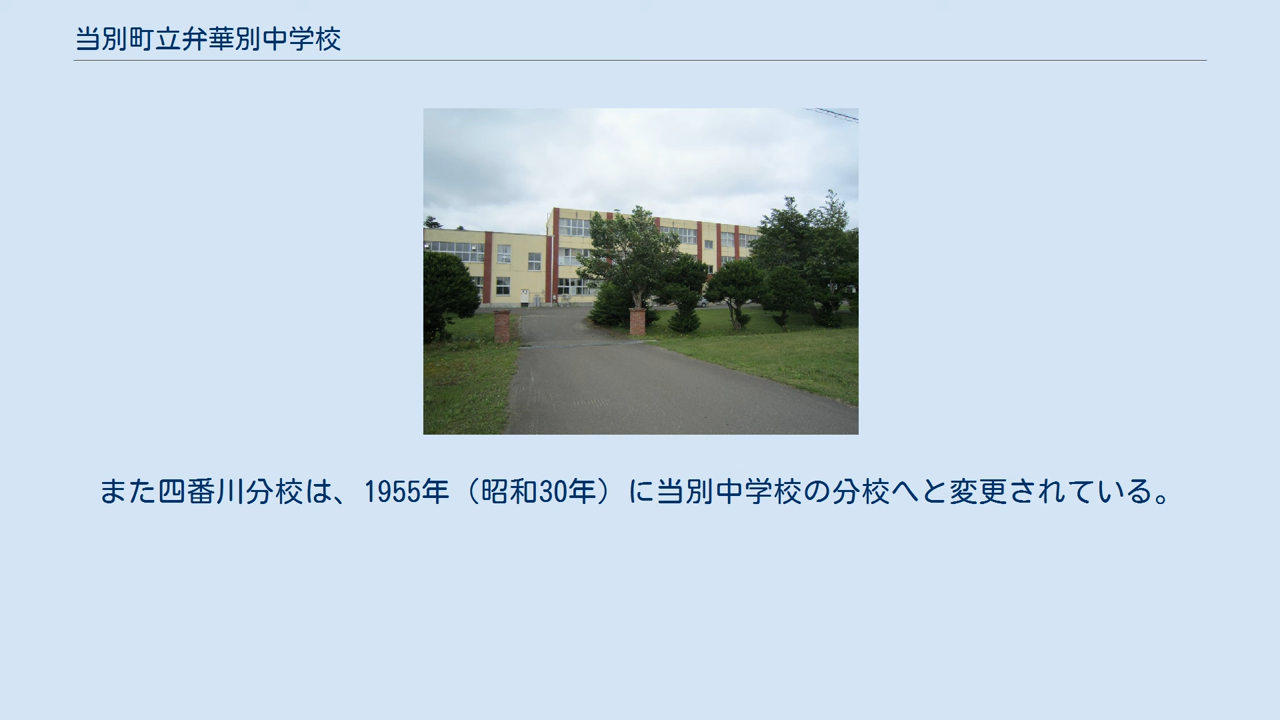 当別町立弁華別中学校
また四番川分校は、1955年（昭和30年）に当別中学校の分校へと変更されている。